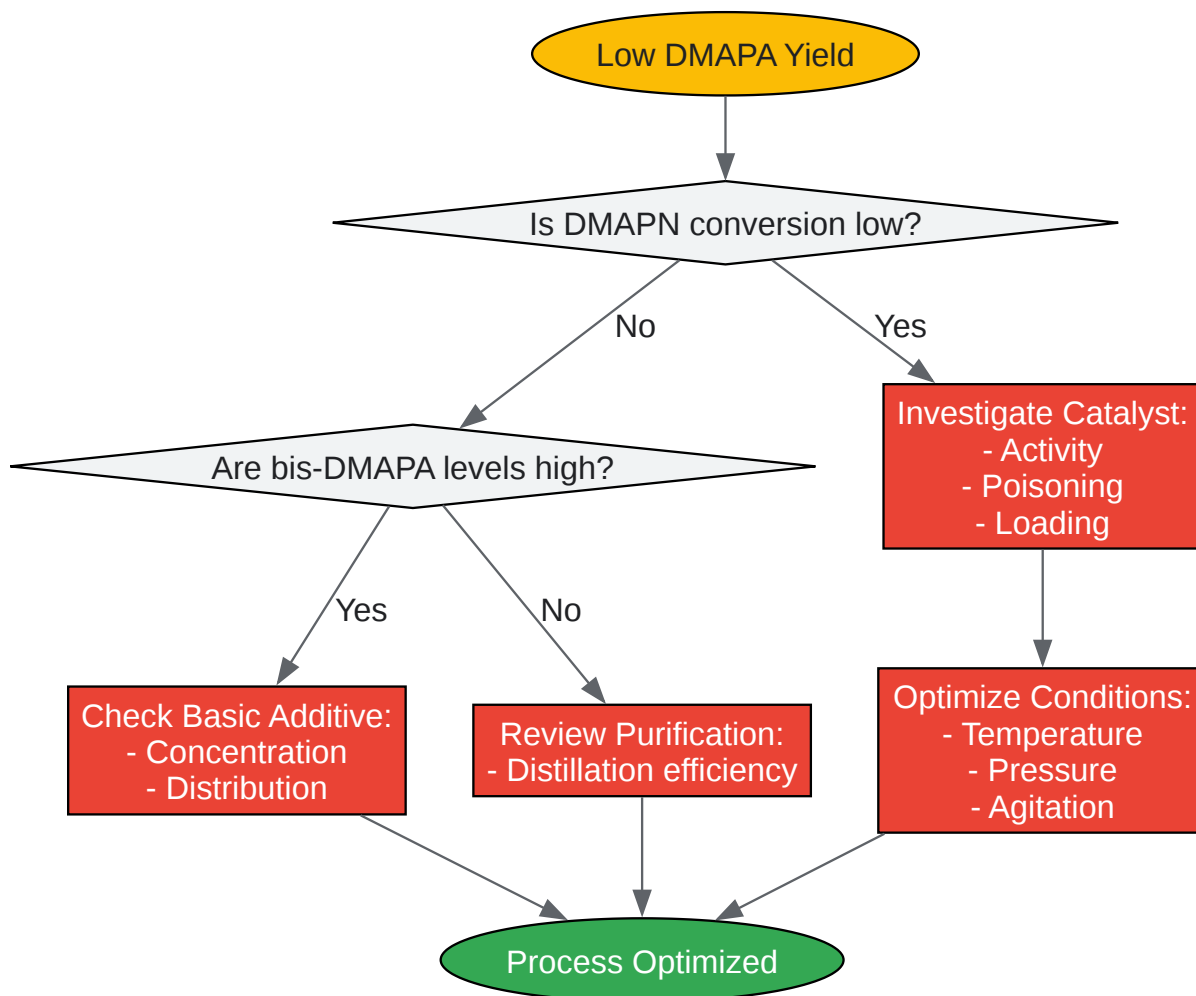 Low DMAPA Yield
Is DMAPN conversion low?
No
Yes
Investigate Catalyst:
- Activity
- Poisoning
- Loading
Are bis-DMAPA levels high?
Yes
No
Check Basic Additive:
- Concentration
- Distribution
Review Purification:
- Distillation efficiency
Optimize Conditions:
- Temperature
- Pressure
- Agitation
Process Optimized